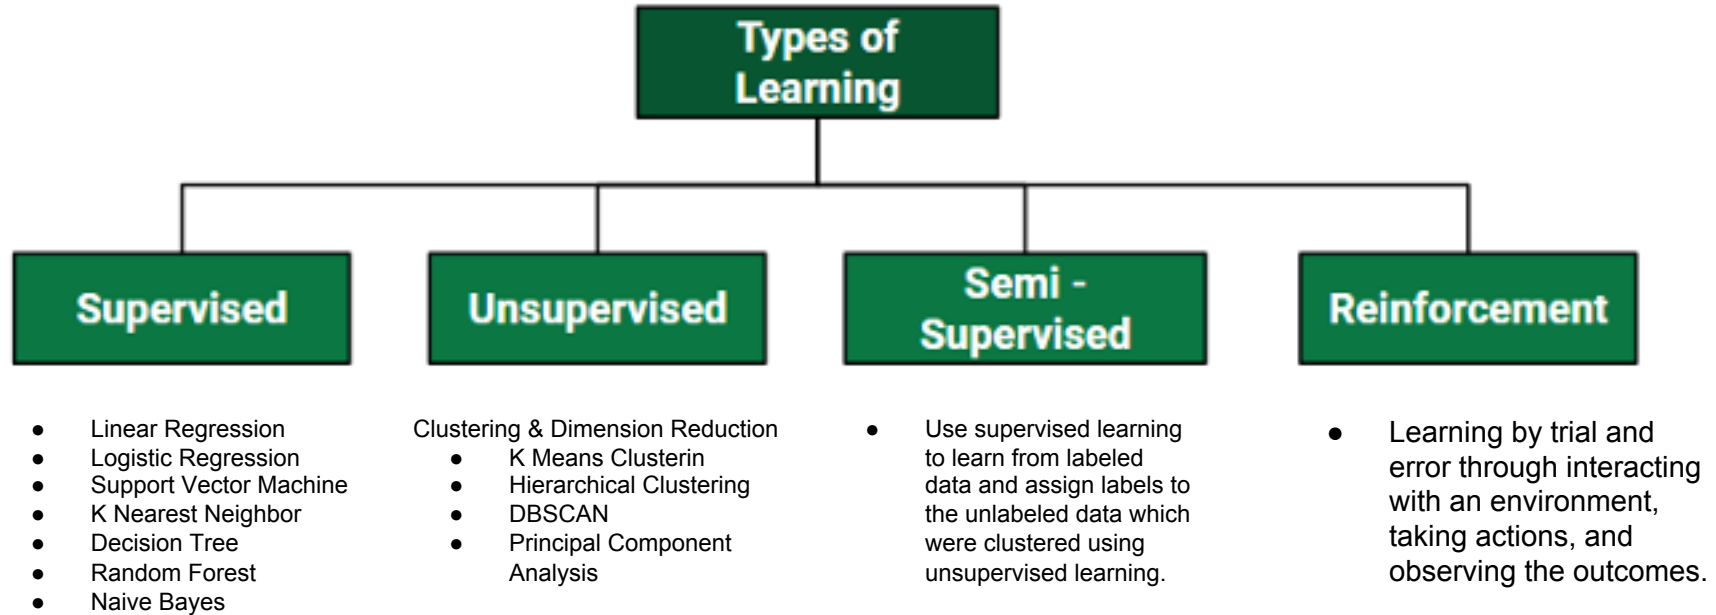 Types of
Learning
Supervised
Unsupervised
Semi -
Supervised
Reinforcement
● Linear Regression
● Logistic Regression
● Support Vector Machine
● K Nearest Neighbor
● Decision Tree
● Random Forest
● Naive Bayes
Clustering & Dimension Reduction
● K Means Clusterin
● Hierarchical Clustering
● DBSCAN
● Principal Component
Analysis
● Use supervised learning
to learn from labeled
data and assign labels to
the unlabeled data which
were clustered using
unsupervised learning.
● Learning by trial and
error through interacting
with an environment,
taking actions, and
observing the outcomes.